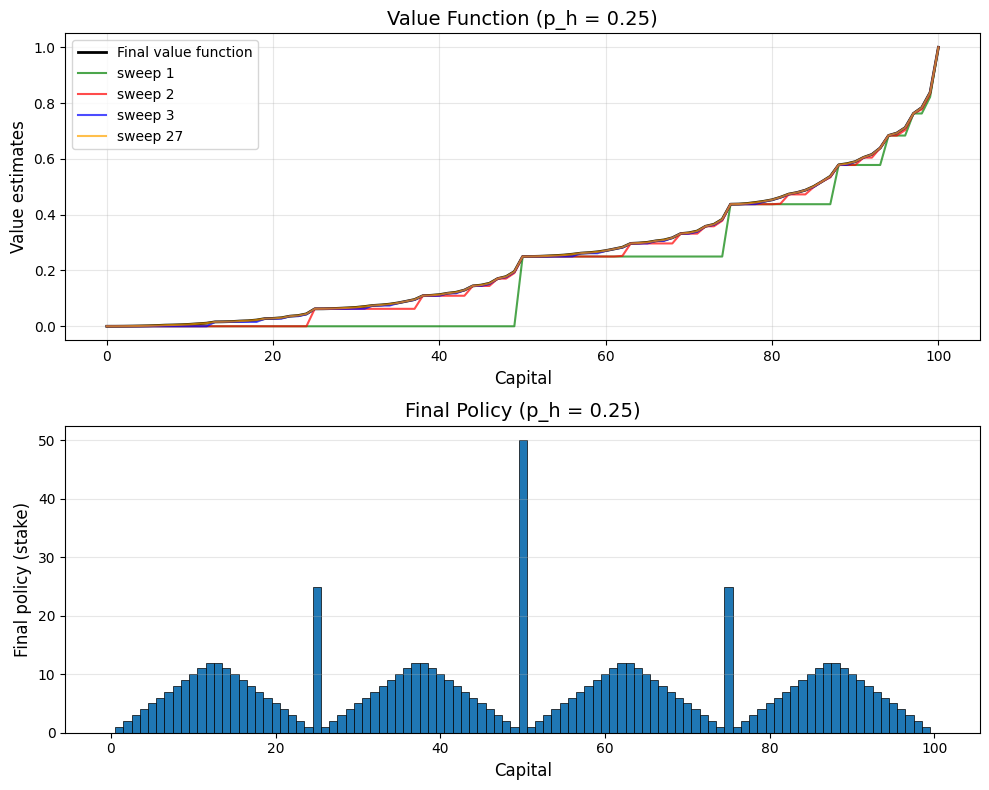 Value Function (p_h = 0.25)
Final value function
sweep 1
sweep 2
sweep 3
sweep 27
Value estimates
1.0
0.8
0.6
0.4
0.2
0.0
0 20 40 60 80 100
Capital
Final Policy (p_h = 0.25)
Final policy (stake)
50
40
30
20
10
0
0 20 40 60 80 100
Capital